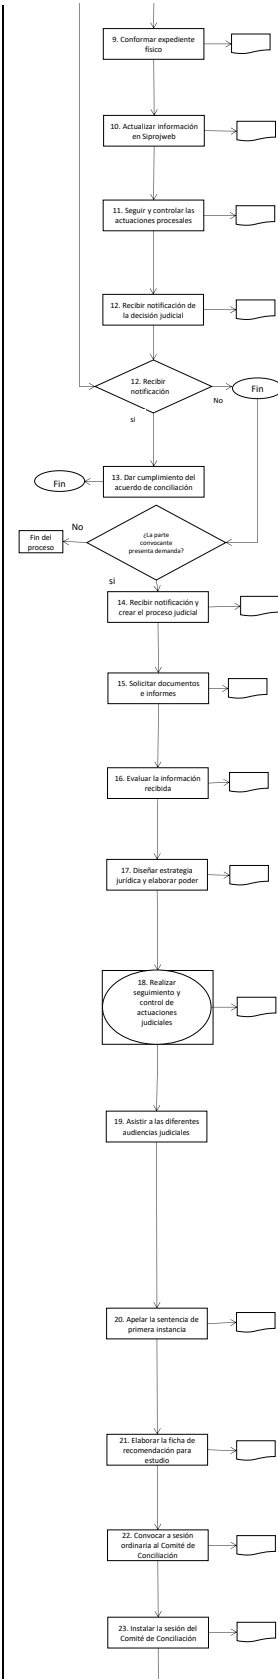 9. Conformar expediente
físico
10. Actualizar información
en Siprojweb
11. Seguir y controlar las
actuaciones procesales
12. Recibir notificación de
la decisión judicial
12. Recibir
notificación
No
Fin
si
13. Dar cumplimiento del
acuerdo de conciliación
Fin
No
Fin del
proceso
¿La parte
convocante
presenta demanda?
sí
14. Recibir notificación y
crear el proceso judicial
15. Solicitar documentos
e informes
16. Evaluar la información
recibida
17. Diseñar estrategia
jurídica y elaborar poder
18. Realizar
seguimiento y
control de
actuaciones
judiciales
19. Asistir a las diferentes
audiencias judiciales
20. Apelar la sentencia de
primera instancia
21. Elaborar la ficha de
recomendación para
estudio
22. Convocar a sesión
ordinaria al Comité de
Conciliación
23. Instalar la sesión del
Comité de Conciliación